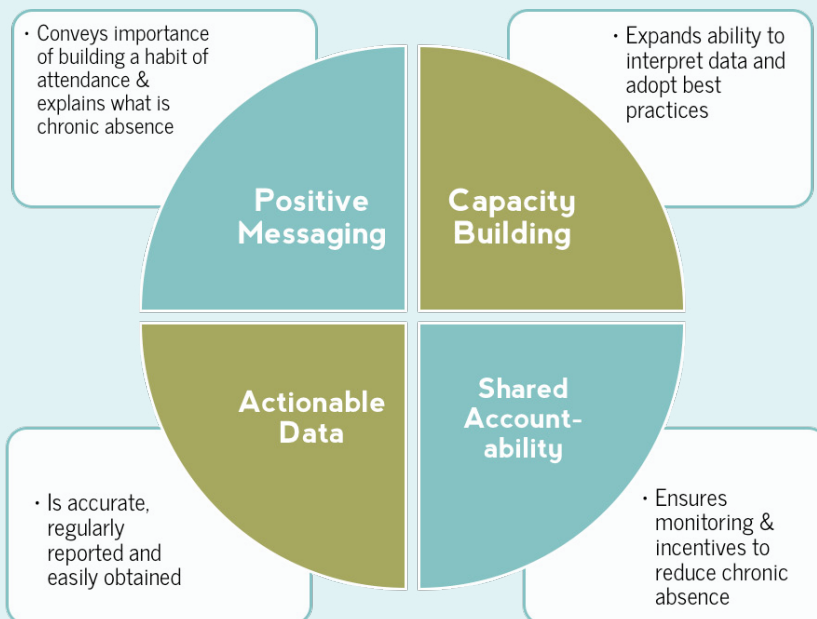 · Conveys importance
of building a habit of
attendance &
explains what is
chronic absence
· Expands ability to
interpret data and
adopt best
practices
Positive
Messaging
Capacity
Building
Actionable
Data
Shared
Account-
ability
· Is accurate,
regularly
reported and
easily obtained
· Ensures
monitoring &
incentives to
reduce chronic
absence